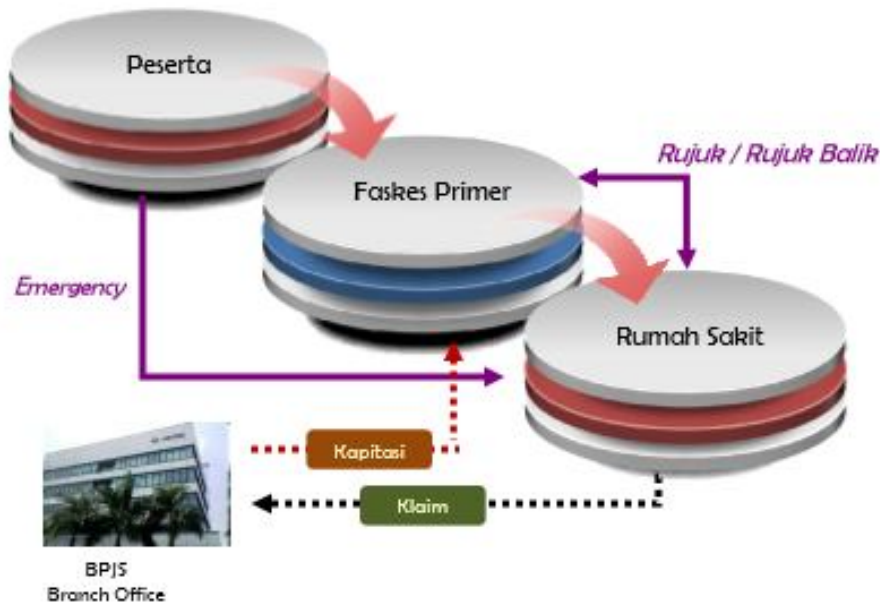 Peserta
Faskes Primer
Rujuk / Rujuk Balik
Emergency
Rumah Sakit
Kapitasi
Klaim
BPJS
Branch Office